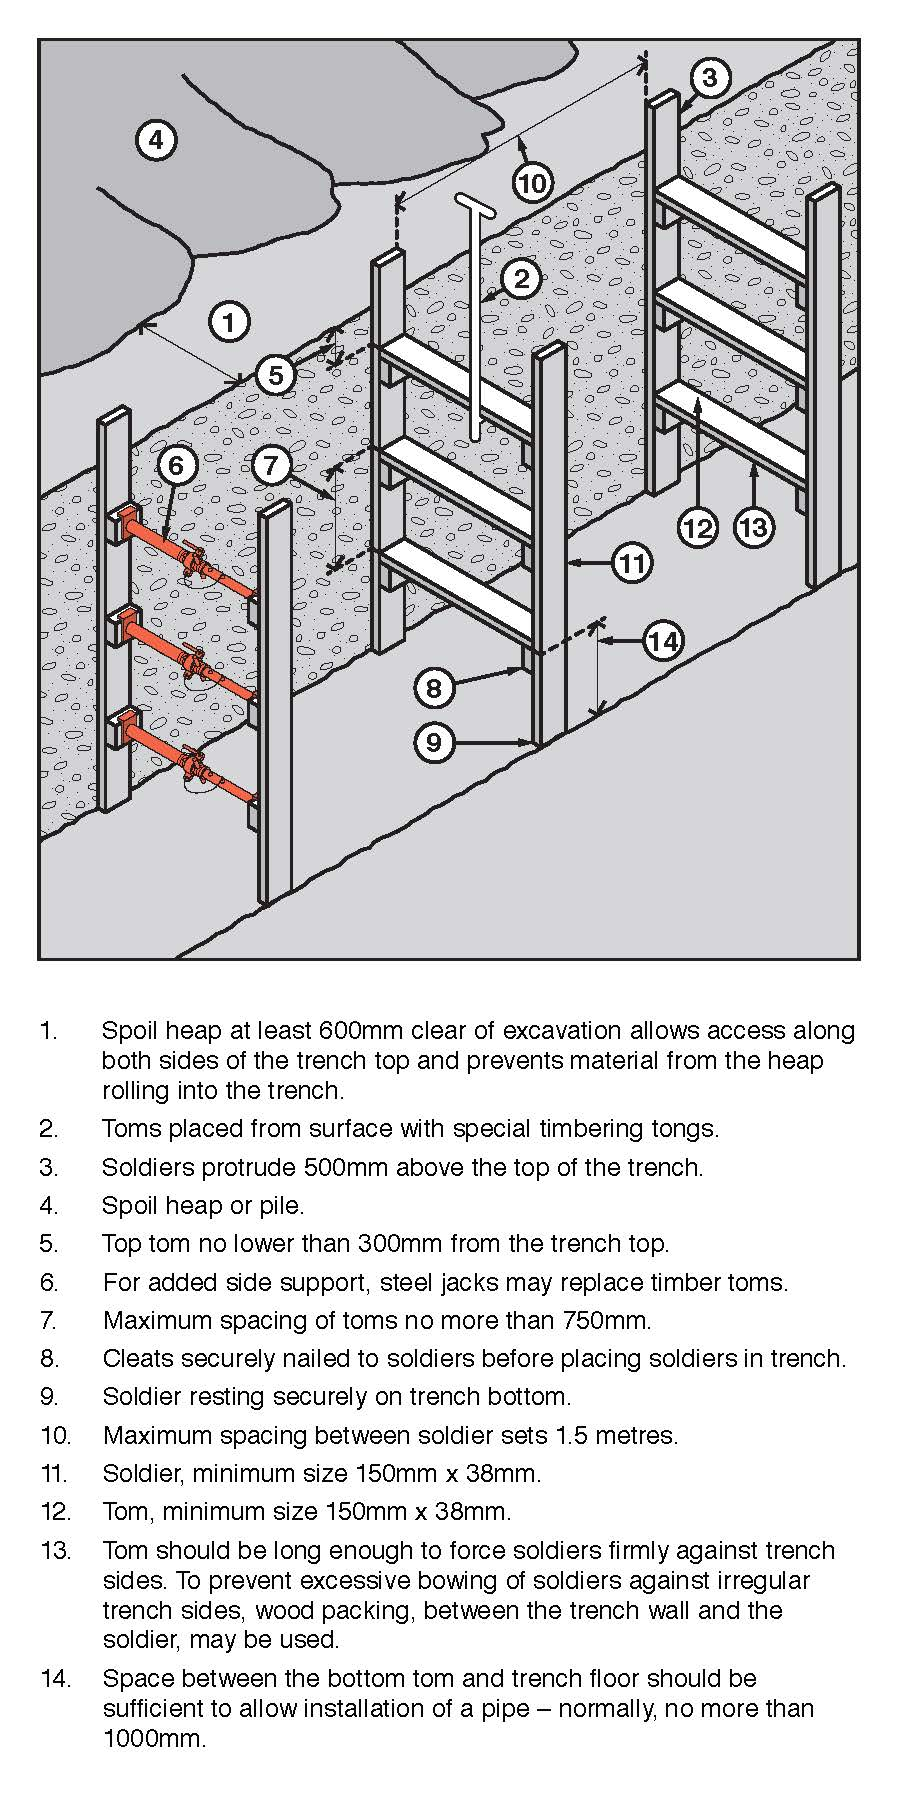 3
4
10
2
1
5
6
7
12
13
11
14
8
9
1. Spoil heap at least 600mm clear of excavation allows access along
both sides of the trench top and prevents material from the heap
rolling into the trench.
2. Toms placed from surface with special timbering tongs.
3. Soldiers protrude 500mm above the top of the trench.
4. Spoil heap or pile.
5. Top tom no lower than 300mm from the trench top.
6. For added side support, steel jacks may replace timber toms.
7. Maximum spacing of toms no more than 750mm.
8. Cleats securely nailed to soldiers before placing soldiers in trench.
9. Soldier resting securely on trench bottom.
10. Maximum spacing between soldier sets 1.5 metres.
11. Soldier, minimum size 150mm x 38mm.
12. Tom, minimum size 150mm x 38mm.
13. Tom should be long enough to force soldiers firmly against trench
sides. To prevent excessive bowing of soldiers against irregular
trench sides, wood packing, between the trench wall and the
soldier, may be used.
14. Space between the bottom tom and trench floor should be
sufficient to allow installation of a pipe – normally, no more than
1000mm.